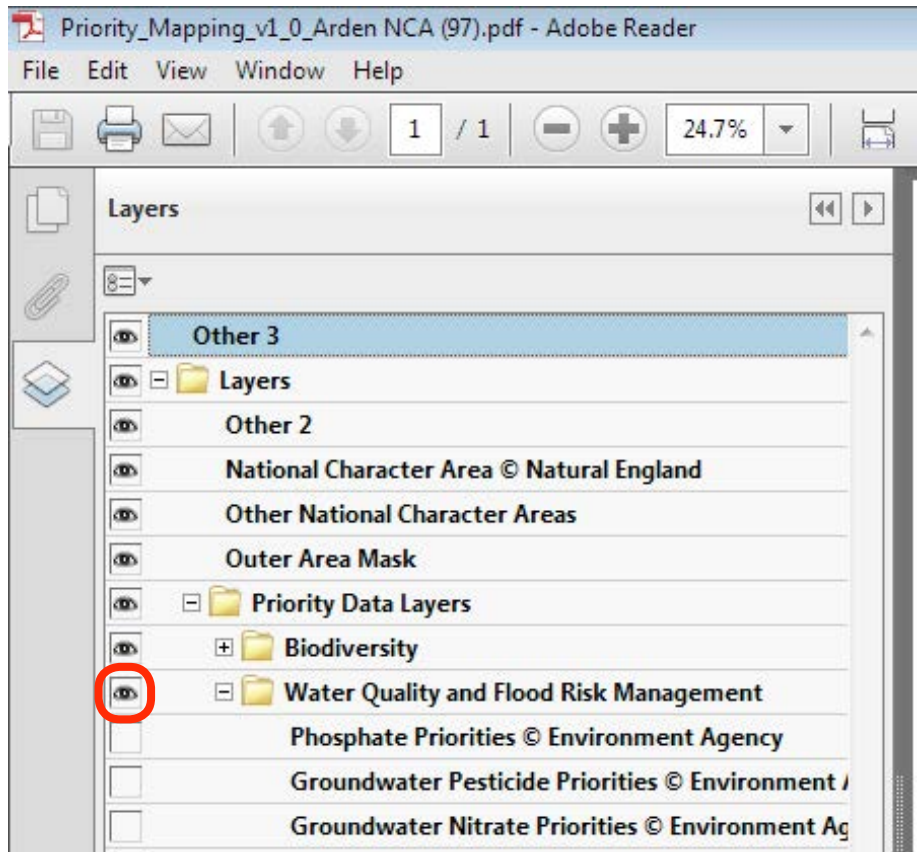 Priority_Mapping_v1_0_Arden NCA (97).pdf - Adobe Reader
File Edit View Window Help
1 / 1 24.7%
Layers
Other 3
Layers
Other 2
National Character Area © Natural England
Other National Character Areas
Outer Area Mask
Priority Data Layers
Biodiversity
Water Quality and Flood Risk Management
Phosphate Priorities © Environment Agency
Groundwater Pesticide Priorities © Environment
Groundwater Nitrate Priorities © Environment Ag